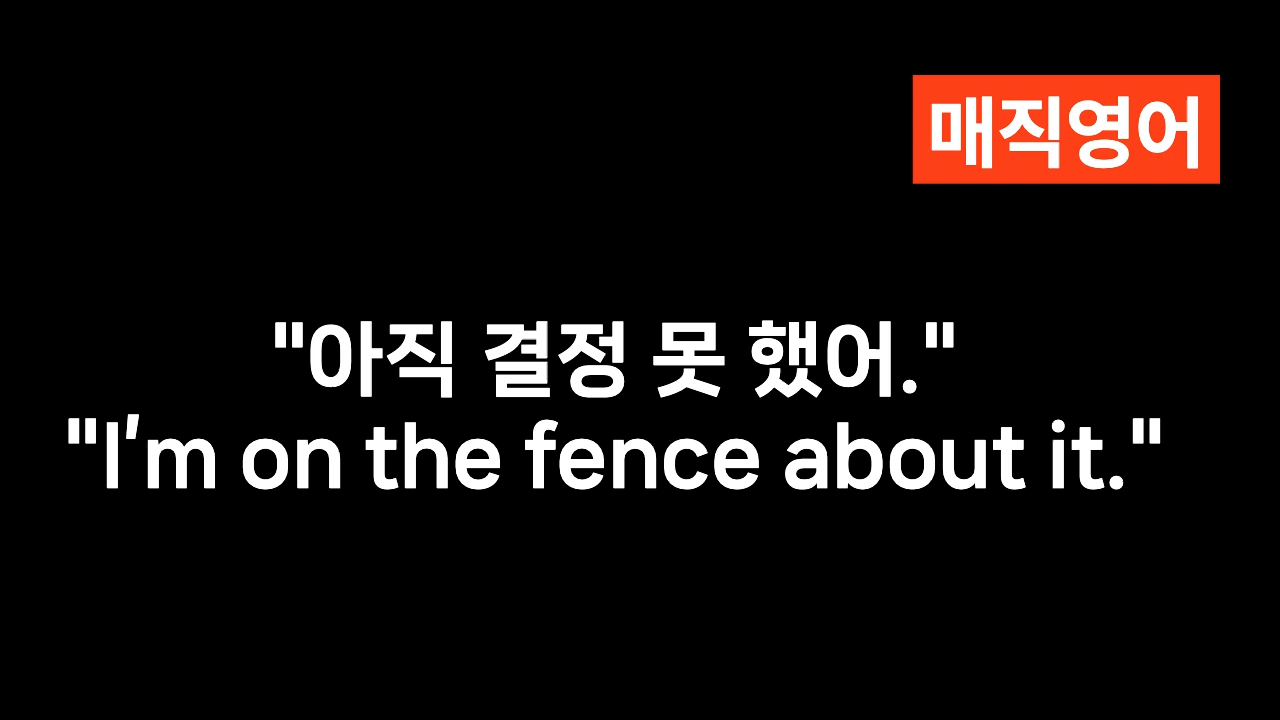 매직영어
"아직 결정 못 했어."
"I'm on the fence about it."